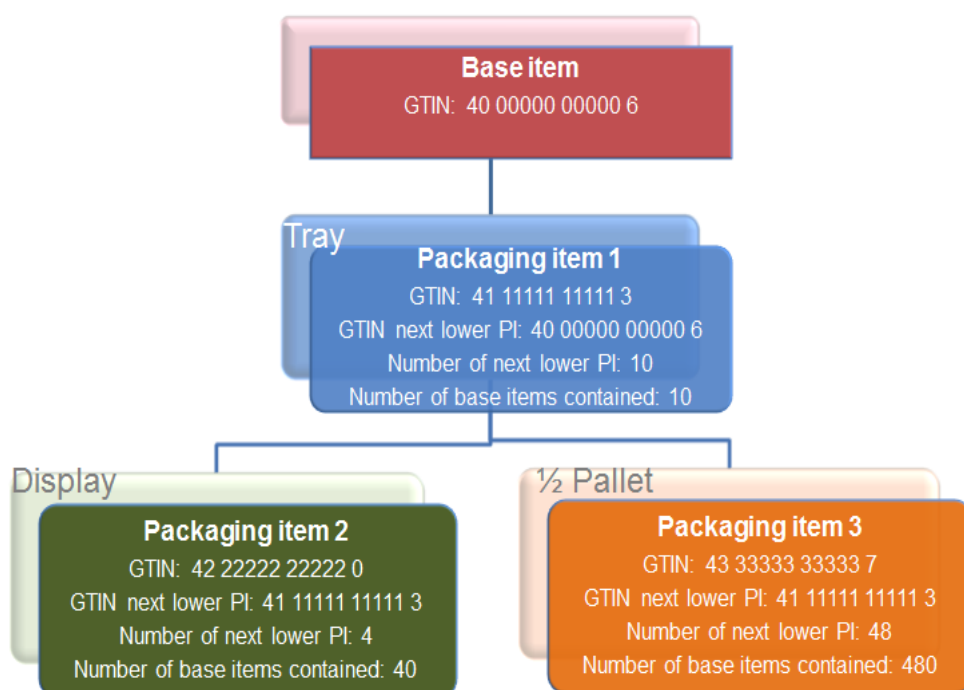 Base item
GTIN: 40 00000 00000 6
Tray
Packaging item 1
GTIN: 41 11111 11111 3
GTIN next lower PI: 40 00000 00000 6
Number of next lower PI: 10
Number of base items contained: 10
Display
Packaging item 2
GTIN: 42 22222 22222 0
GTIN next lower PI: 41 11111 11111 3
Number of next lower PI: 4
Number of base items contained: 40
½ Pallet
Packaging item 3
GTIN: 43 33333 33333 7
GTIN next lower PI: 41 11111 11111 3
Number of next lower PI: 48
Number of base items contained: 480